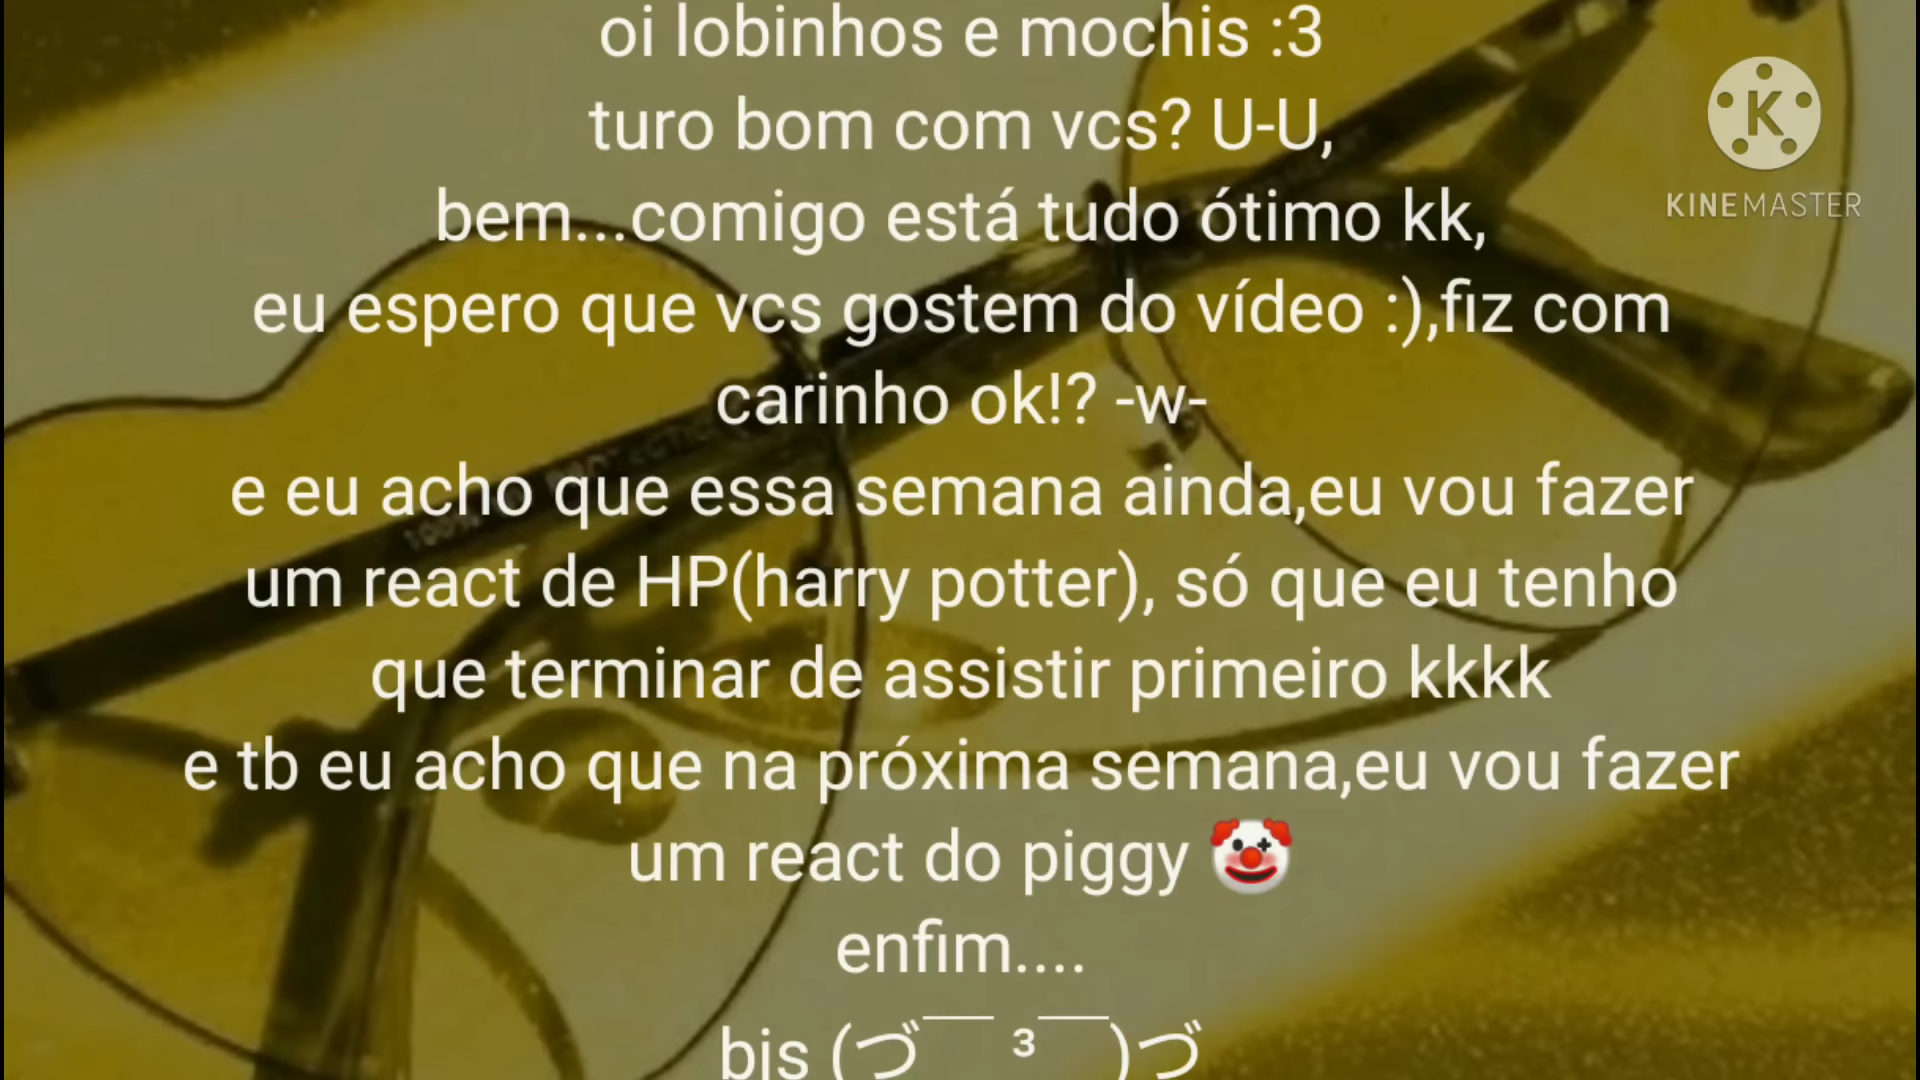 oi lobinhos e mochis :3
turo bom com vcs? U-U,
bem...comigo está tudo ótimo kk,
eu espero que vcs gostem do vídeo :),fiz com
carinho ok!? -w-
e eu acho que essa semana ainda,eu vou fazer
um react de HP(harry potter), só que eu tenho
que terminar de assistir primeiro kkkk
e tb eu acho que na próxima semana,eu vou fazer
um react do piggy 🤡
enfim....
bjs (づ￣ ³￣)づ
K
KINEMASTER
100%